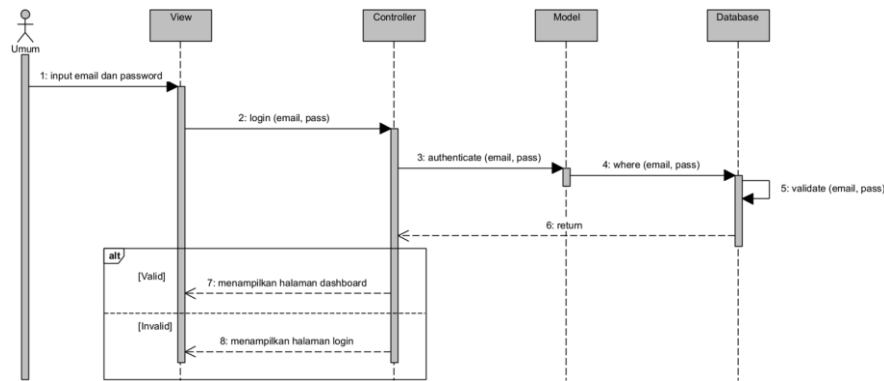 View
Controller
Model
Database
Umum
1: input email dan password
2: login (email, pass)
3: authenticate (email, pass)
4: where (email, pass)
5: validate (email, pass)
6: return
alt
[Valid]
7: menampilkan halaman dashboard
[Invalid]
8: menampilkan halaman login